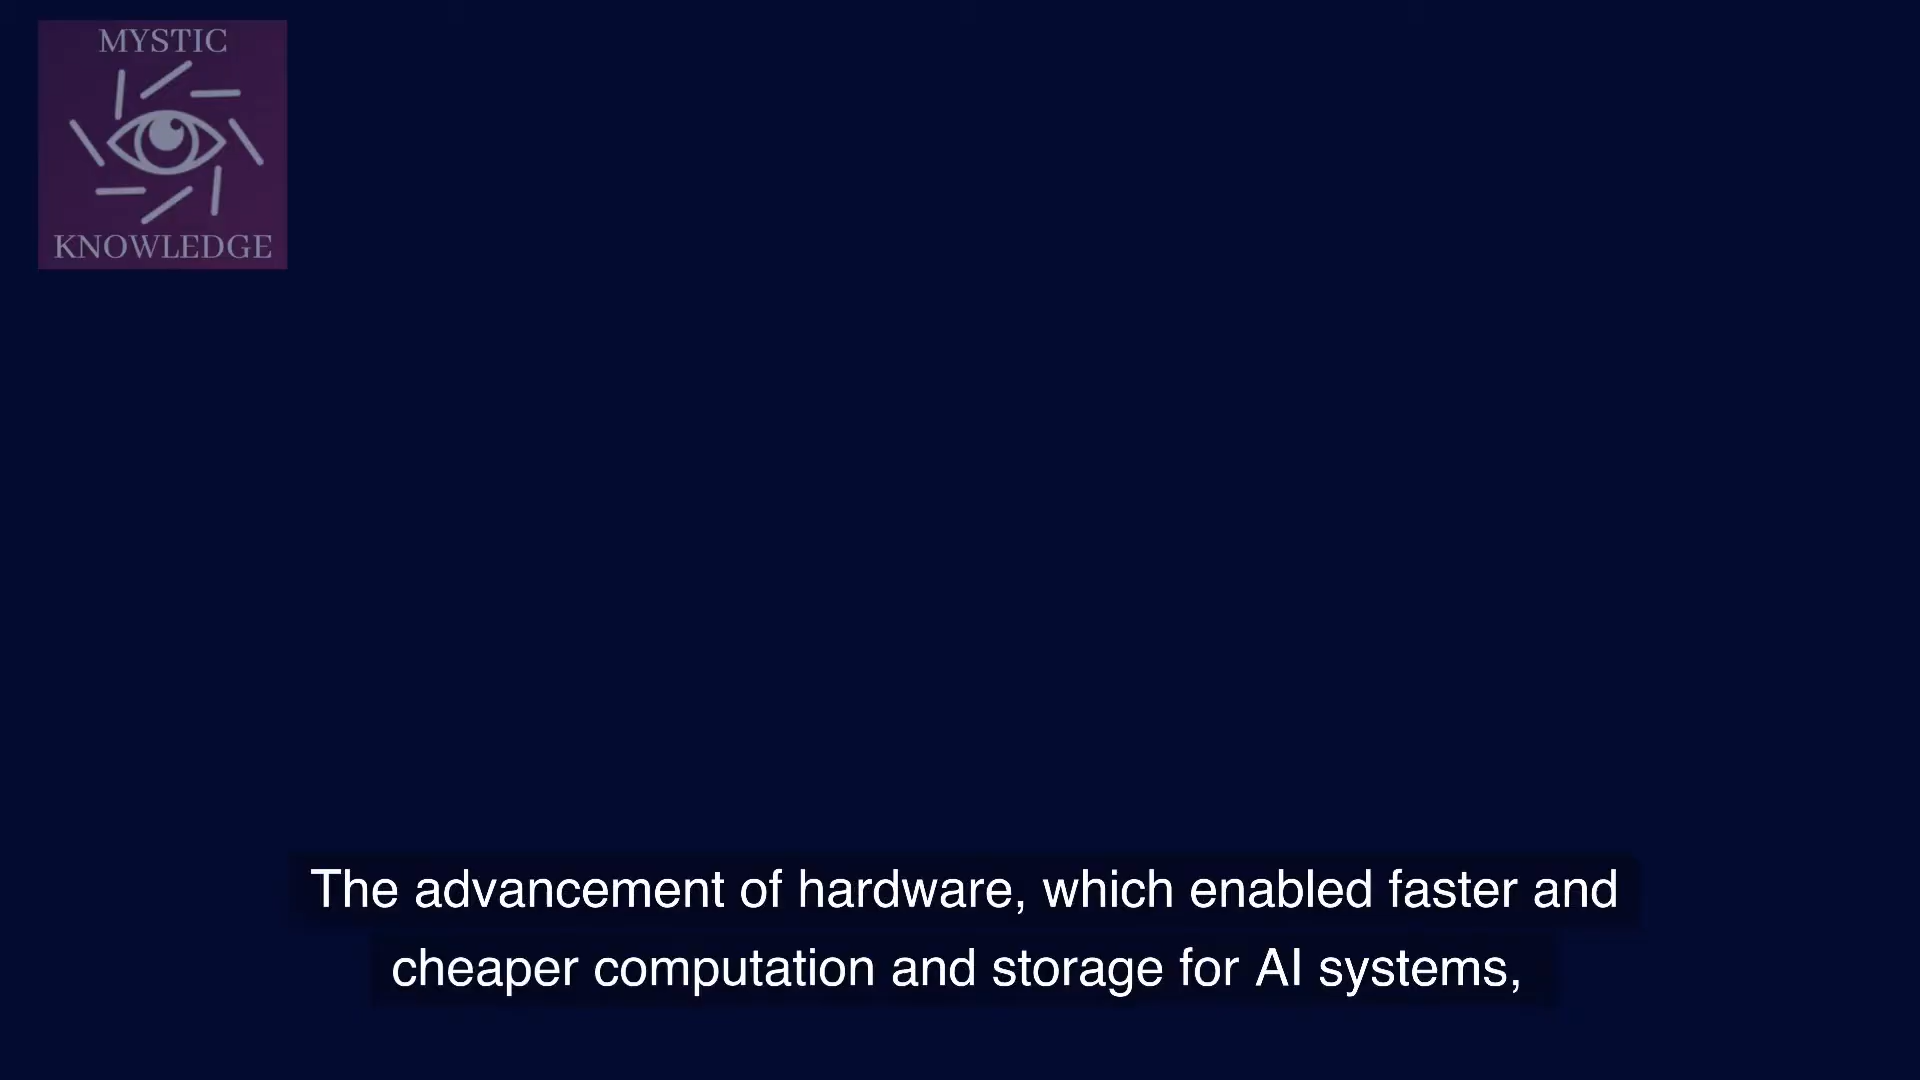 MYSTIC
KNOWLEDGE
The advancement of hardware, which enabled faster and
cheaper computation and storage for AI systems,